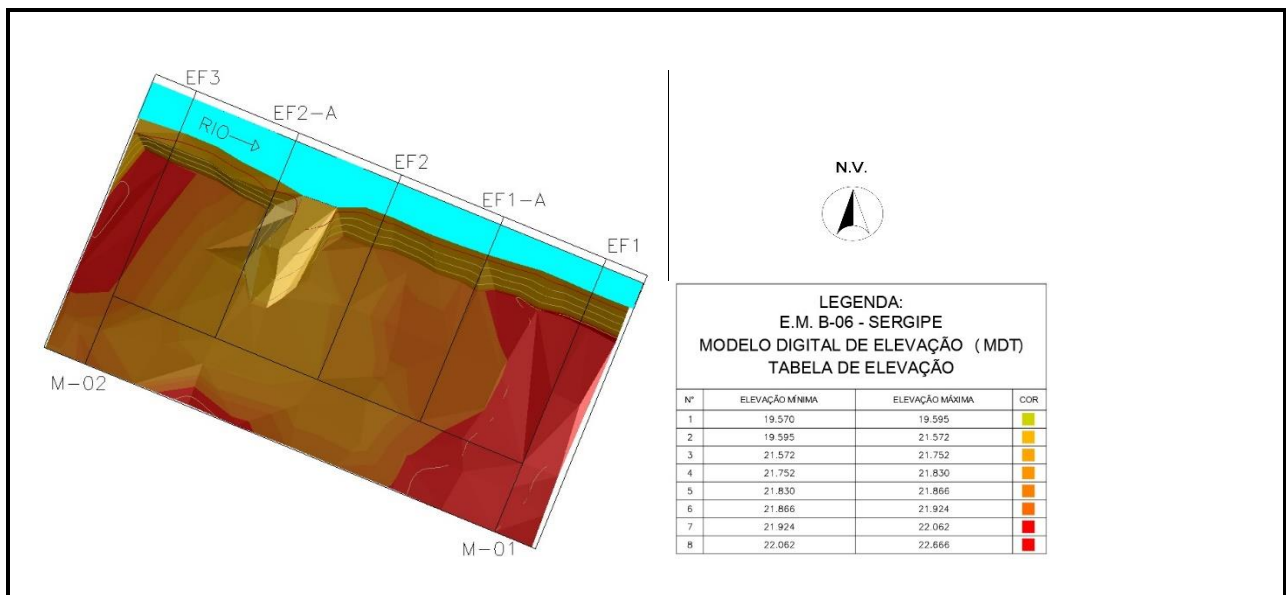 EF3
EF2-A
RIO
EF2
EF1-A
EF1
M-02
M-01
N.V.
LEGENDA:
E.M. B-06 - SERGIPE
MODELO DIGITAL DE ELEVAÇÃO ( MDT)
TABELA DE ELEVAÇÃO
N° ELEVAÇÃO MÍNIMA ELEVAÇÃO MÁXIMA COR
1 19.570 19.595
2 19.595 21.572
3 21.572 21.752
4 21.752 21.830
5 21.830 21.866
6 21.866 21.924
7 21.924 22.062
8 22.062 22.666